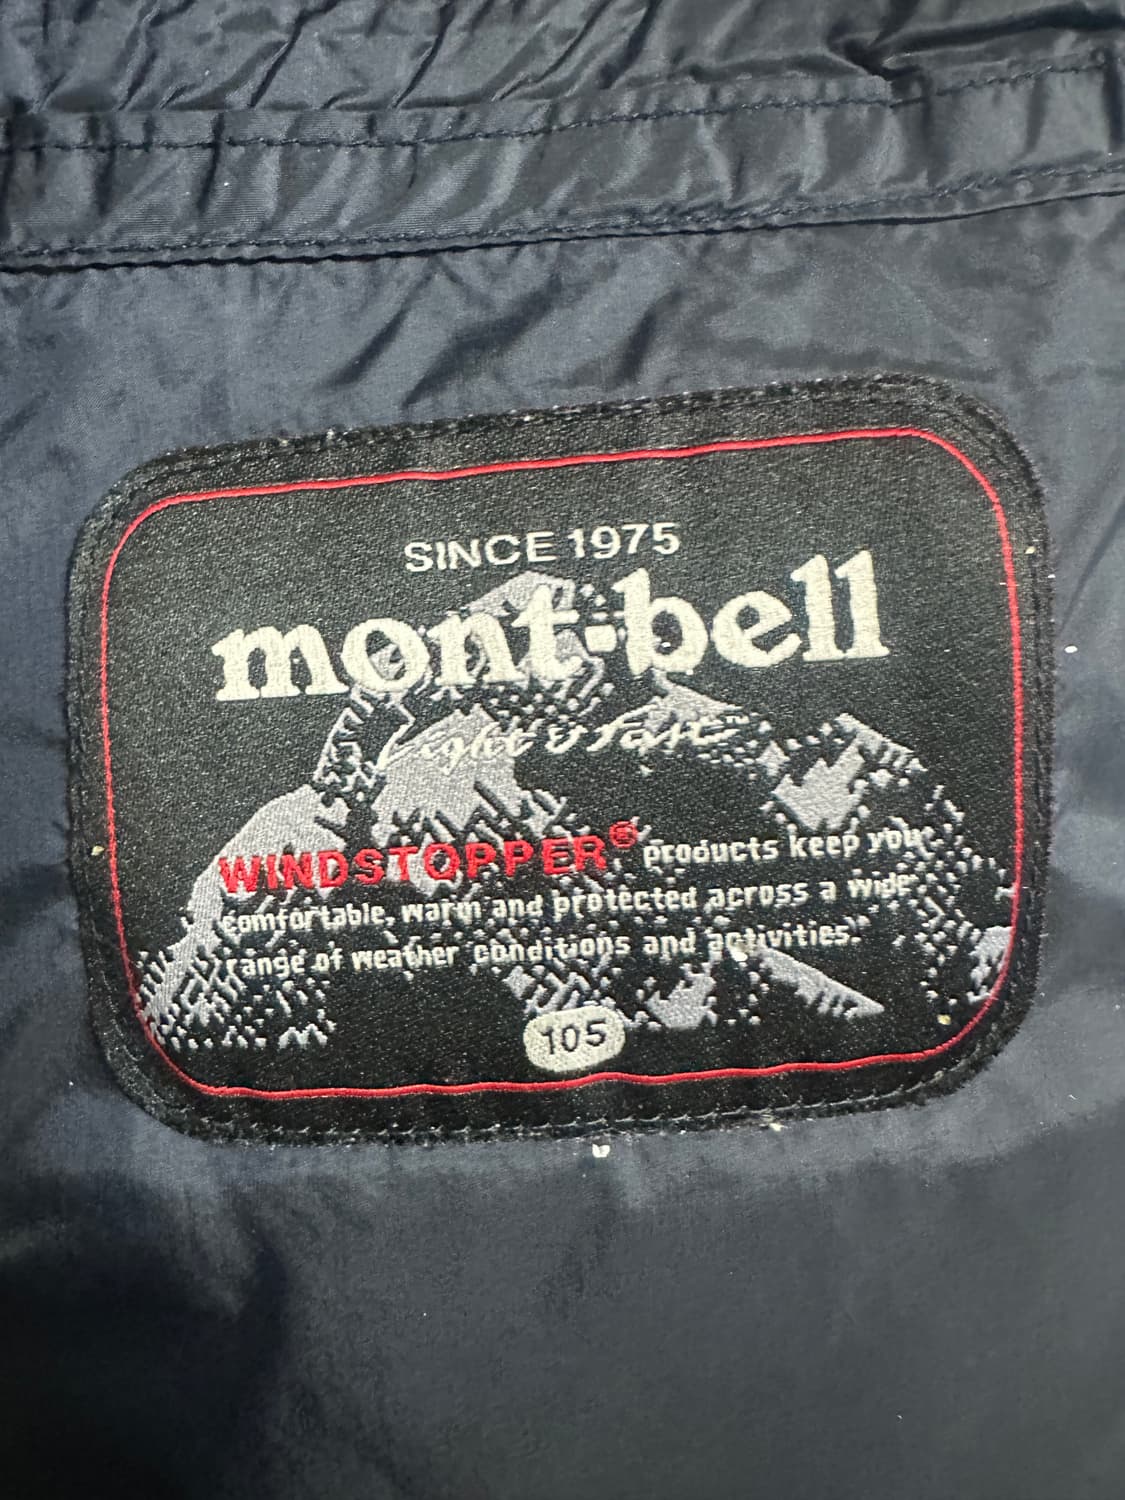 SINCE 1975
mont-bell
Light & Fast™
WINDSTOPPER® products keep you
comfortable, warm and protected across a wide
range of weather conditions and activities.
105